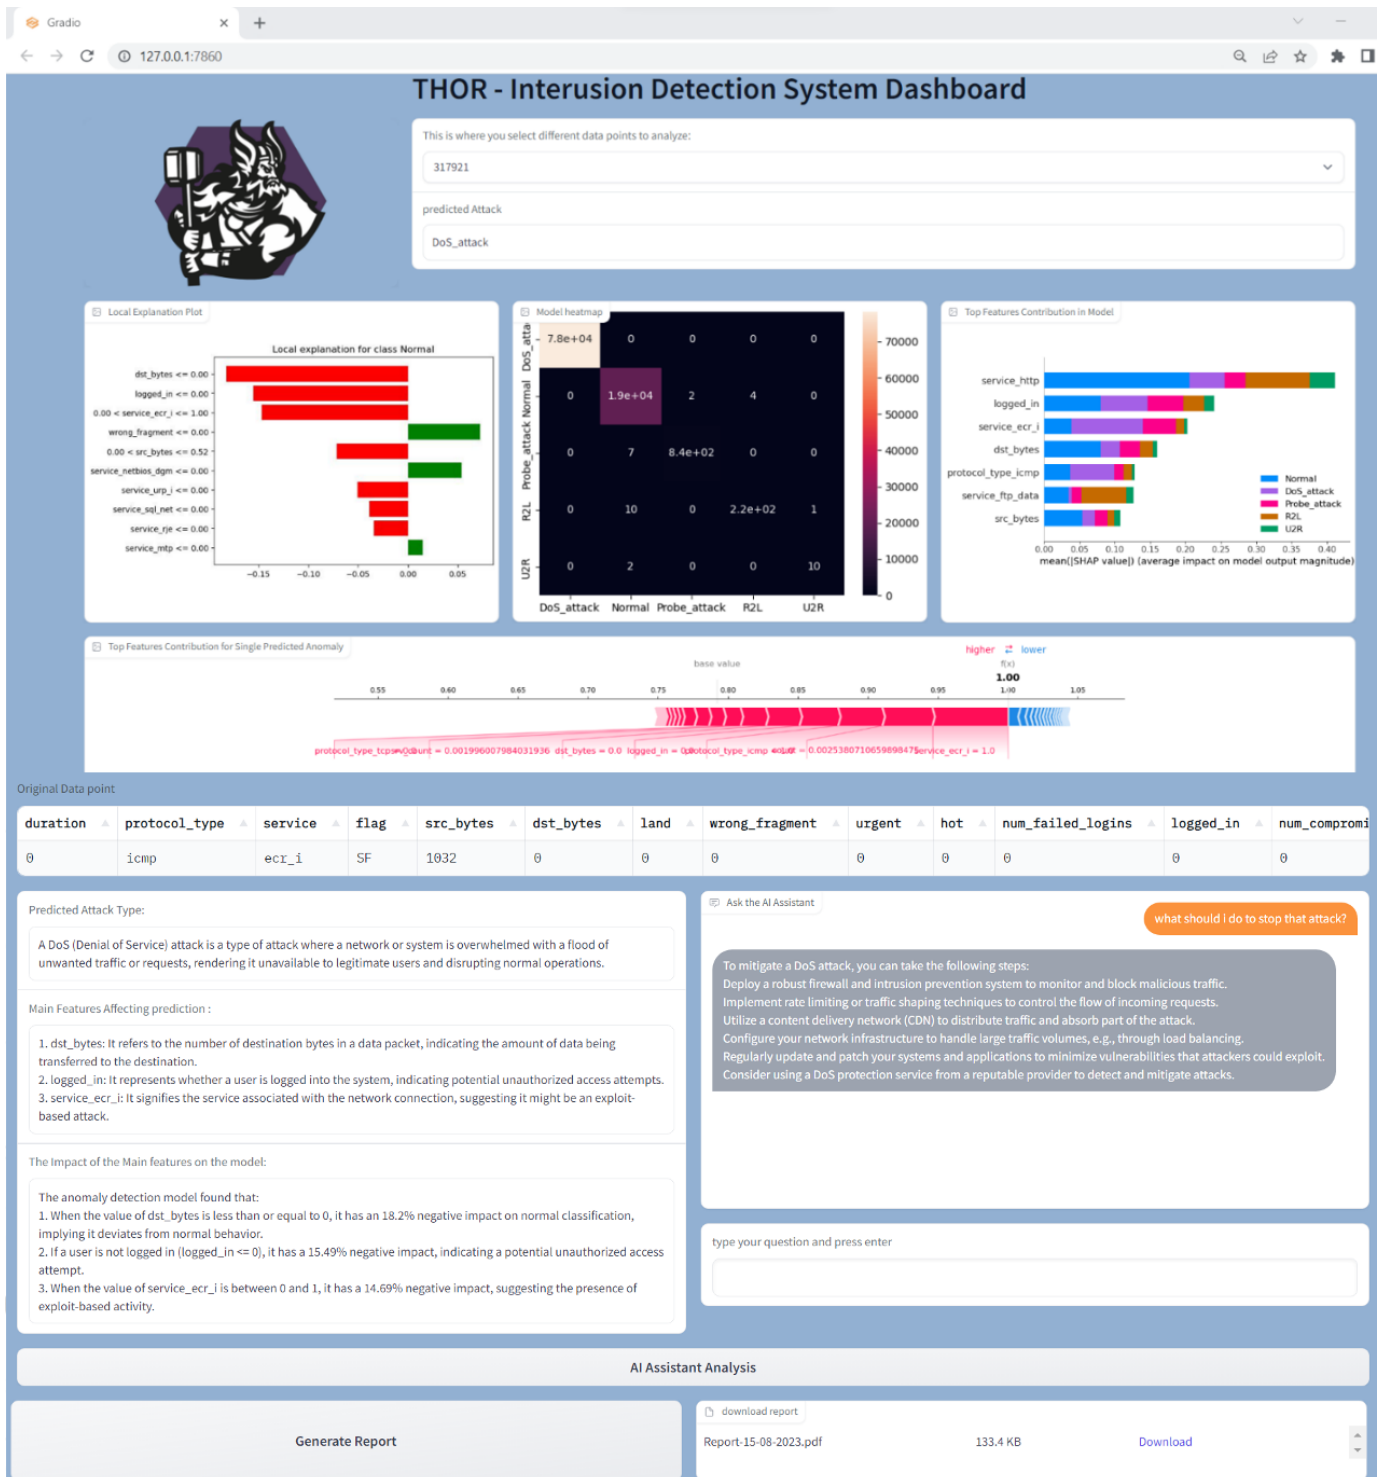 Gradio
127.0.0.1:7860
THOR - Interusion Detection System Dashboard
This is where you select different data points to analyze:
317921
predicted Attack
DoS_attack
Local Explanation Plot
Local explanation for class Normal
dst_bytes <= 0.00
logged_in <= 0.00
0.00 < service_ecr_i <= 1.00
wrong_fragment <= 0.00
0.00 < src_bytes <= 0.52
service_netbios_dgm <= 0.00
service_urp_i <= 0.00
service_sql_net <= 0.00
service_rje <= 0.00
service_mtp <= 0.00
-0.15 -0.10 -0.05 0.00 0.05
Model heatmap
DoS_atta
Normal
Probe_attack
R2L
U2R
7.8e+04 0 0 0 0
0 1.9e+04 2 4 0
0 7 8.4e+02 0 0
0 10 0 2.2e+02 1
0 2 0 0 10
DoS_attack Normal Probe_attack R2L U2R
70000
60000
50000
40000
30000
20000
10000
0
Top Features Contribution in Model
service_http
logged_in
service_ecr_i
dst_bytes
protocol_type_icmp
service_ftp_data
src_bytes
Normal
DoS_attack
Probe_attack
R2L
U2R
0.00 0.05 0.10 0.15 0.20 0.25 0.30 0.35 0.40
mean(|SHAP value|) (average impact on model output magnitude)
Top Features Contribution for Single Predicted Anomaly
higher lower
base value f(x)
1.00
0.55 0.60 0.65 0.70 0.75 0.80 0.85 0.90 0.95 1.00 1.05
dst_bytes = 0.0
service_ecr_i = 1.0
Original Data point
duration protocol_type service flag src_bytes dst_bytes land wrong_fragment urgent hot num_failed_logins logged_in num_compromi
0 icmp ecr_i SF 1032 0 0 0 0 0 0 0 0
Predicted Attack Type:
A DoS (Denial of Service) attack is a type of attack where a network or system is overwhelmed with a flood of
unwanted traffic or requests, rendering it unavailable to legitimate users and disrupting normal operations.
Main Features Affecting prediction :
1. dst_bytes: It refers to the number of destination bytes in a data packet, indicating the amount of data being
transferred to the destination.
2. logged_in: It represents whether a user is logged into the system, indicating potential unauthorized access attempts.
3. service_ecr_i: It signifies the service associated with the network connection, suggesting it might be an exploit-
based attack.
The Impact of the Main features on the model:
The anomaly detection model found that:
1. When the value of dst_bytes is less than or equal to 0, it has an 18.2% negative impact on normal classification,
implying it deviates from normal behavior.
2. If a user is not logged in (logged_in <= 0), it has a 15.49% negative impact, indicating a potential unauthorized access
attempt.
3. When the value of service_ecr_i is between 0 and 1, it has a 14.69% negative impact, suggesting the presence of
exploit-based activity.
Ask the AI Assistant
what should i do to stop that attack?
To mitigate a DoS attack, you can take the following steps:
Deploy a robust firewall and intrusion prevention system to monitor and block malicious traffic.
Implement rate limiting or traffic shaping techniques to control the flow of incoming requests.
Utilize a content delivery network (CDN) to distribute traffic and absorb part of the attack.
Configure your network infrastructure to handle large traffic volumes, e.g., through load balancing.
Regularly update and patch your systems and applications to minimize vulnerabilities that attackers could exploit.
Consider using a DoS protection service from a reputable provider to detect and mitigate attacks.
type your question and press enter
AI Assistant Analysis
Generate Report
download report
Report-15-08-2023.pdf 133.4 KB Download